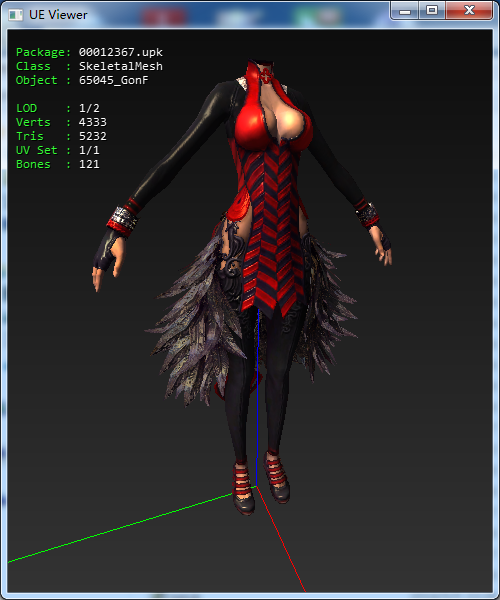 UE Viewer
Package: 00012367.upk
Class : SkeletalMesh
Object : 65045_GonF
LOD : 1/2
Verts : 4333
Tris : 5232
UV Set : 1/1
Bones : 121